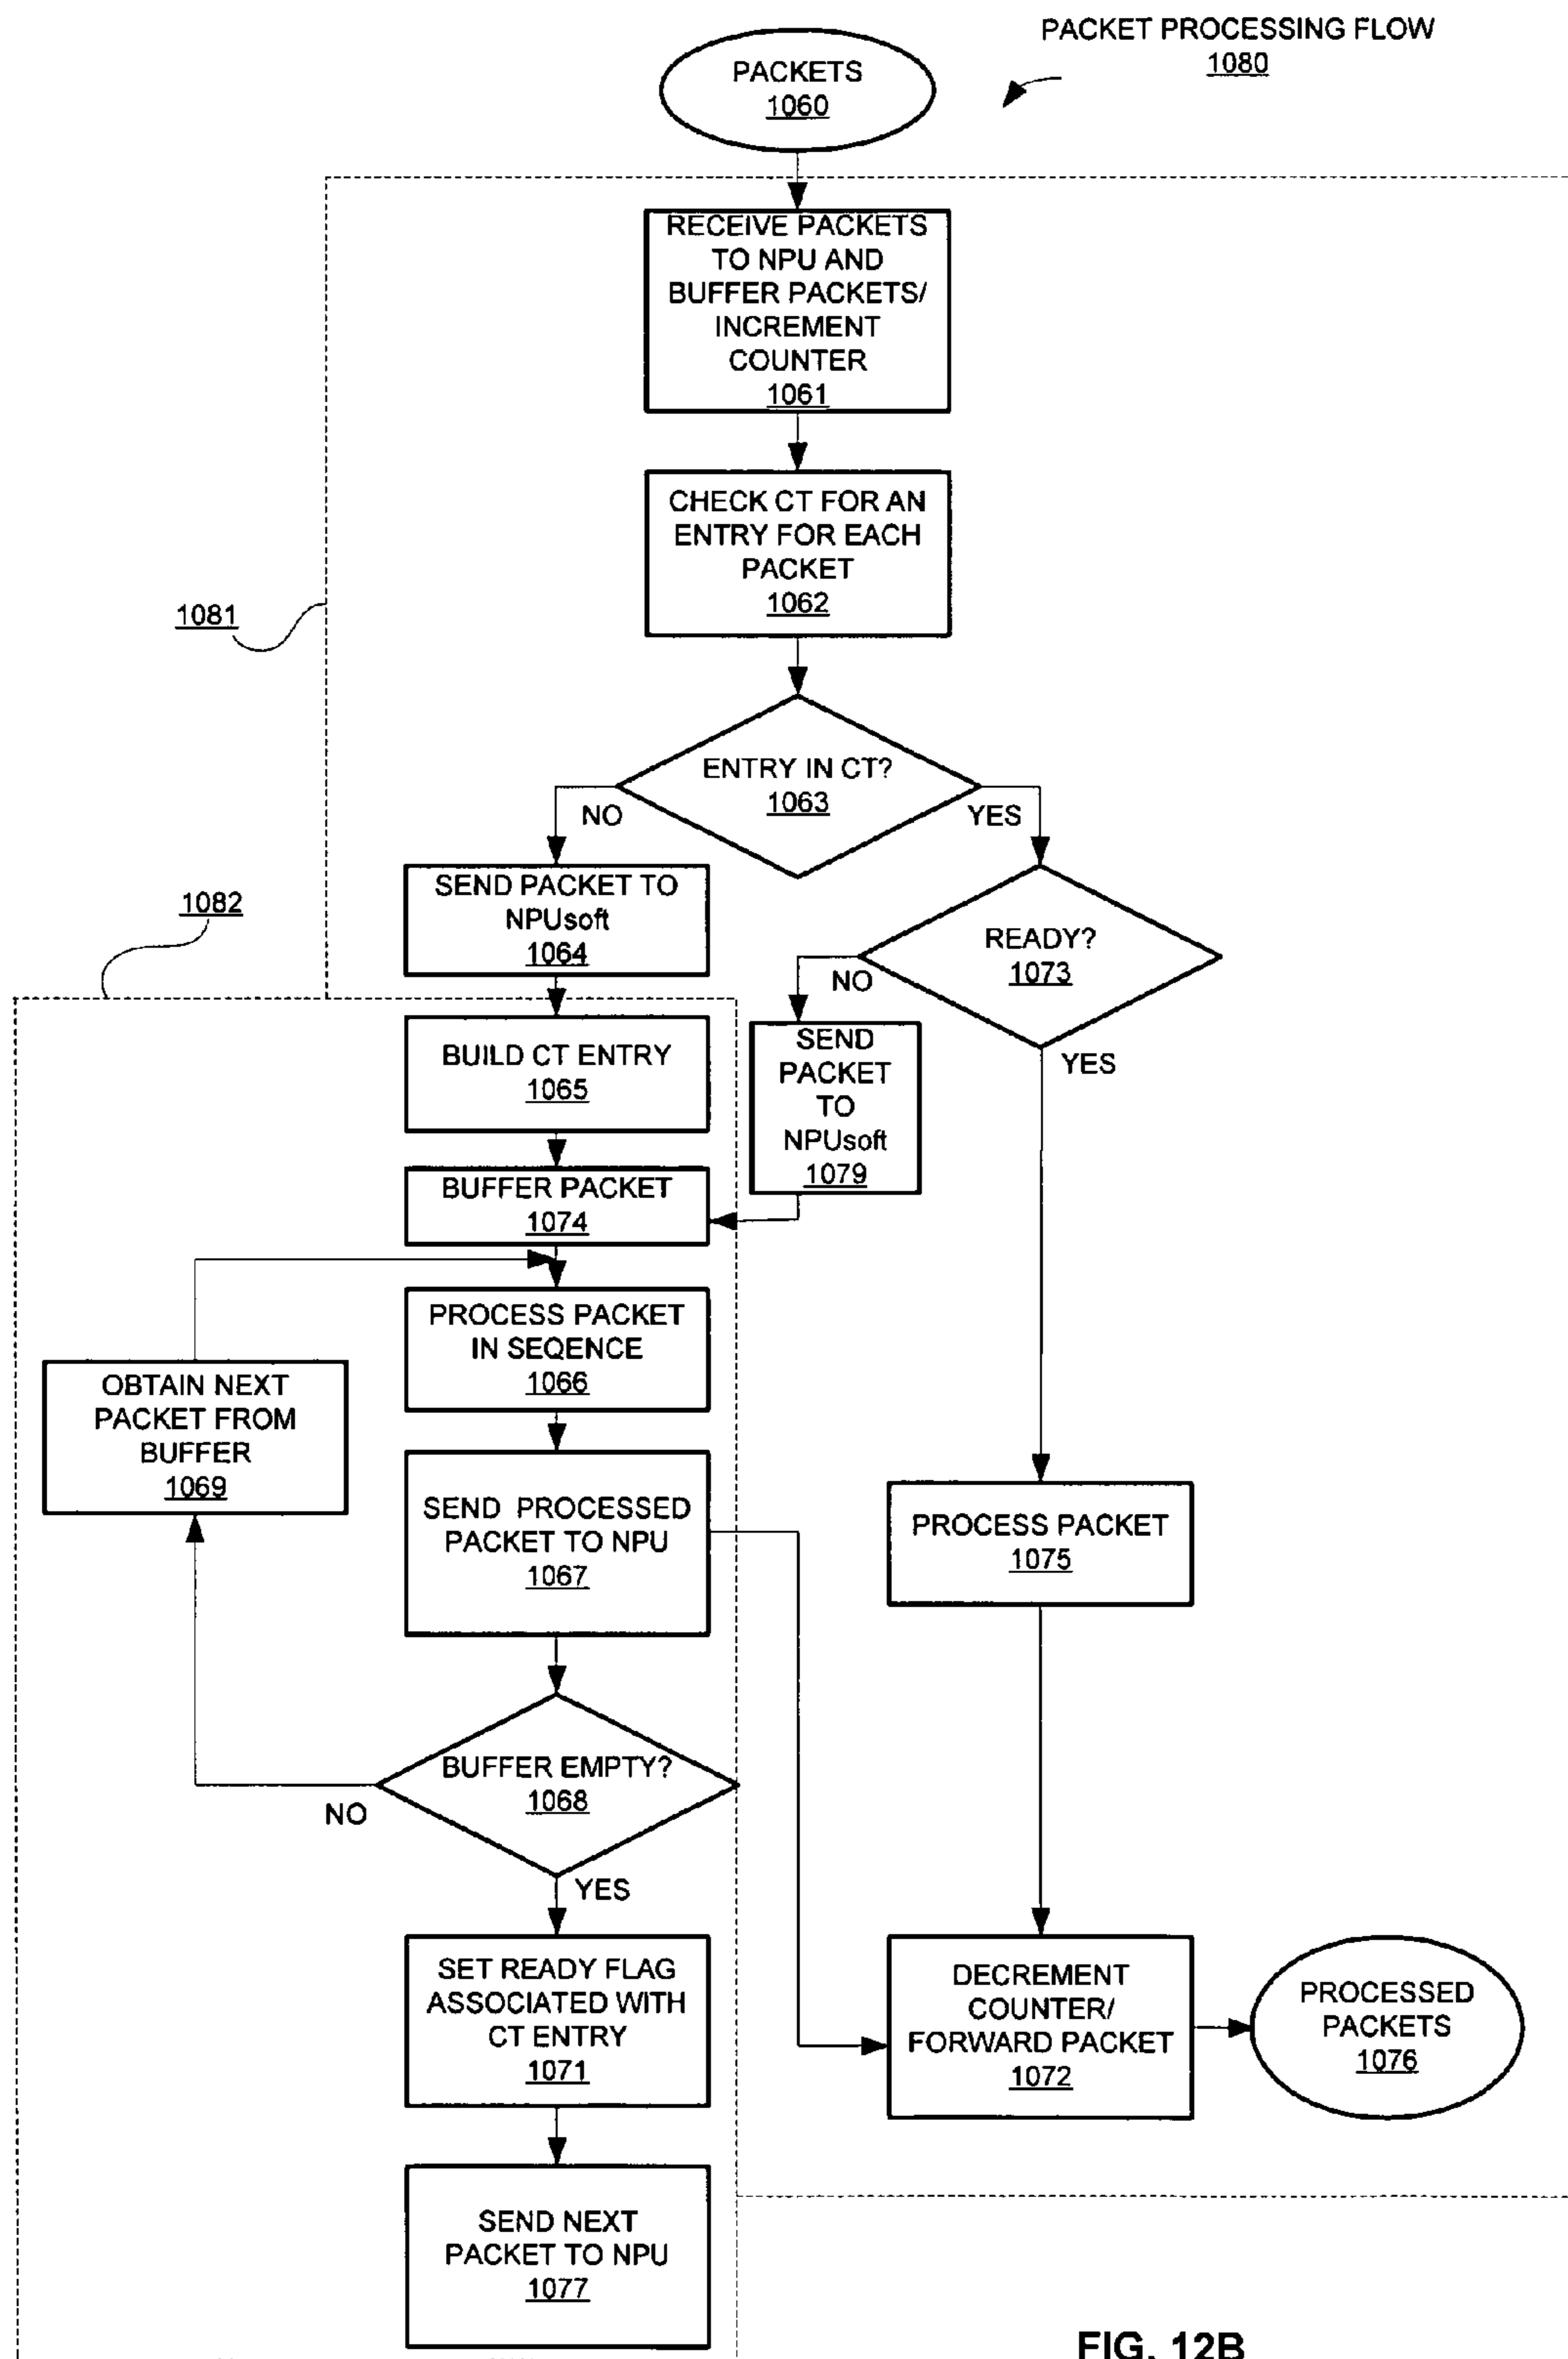 PACKET PROCESSING FLOW
1080
PACKETS
1060
RECEIVE PACKETS
TO NPU AND
BUFFER PACKETS/
INCREMENT
COUNTER
1061
CHECK CT FOR AN
ENTRY FOR EACH
PACKET
1062
1081
ENTRY IN CT?
1063
NO
YES
SEND PACKET TO
NPUsoft
1064
1082
READY?
1073
NO
YES
SEND
PACKET
TO
NPUsoft
1079
BUILD CT ENTRY
1065
BUFFER PACKET
1074
PROCESS PACKET
IN SEQENCE
1066
OBTAIN NEXT
PACKET FROM
BUFFER
1069
SEND PROCESSED
PACKET TO NPU
1067
PROCESS PACKET
1075
BUFFER EMPTY?
1068
NO
YES
SET READY FLAG
ASSOCIATED WITH
CT ENTRY
1071
DECREMENT
COUNTER/
FORWARD PACKET
1072
PROCESSED
PACKETS
1076
SEND NEXT
PACKET TO NPU
1077
FIG. 12B